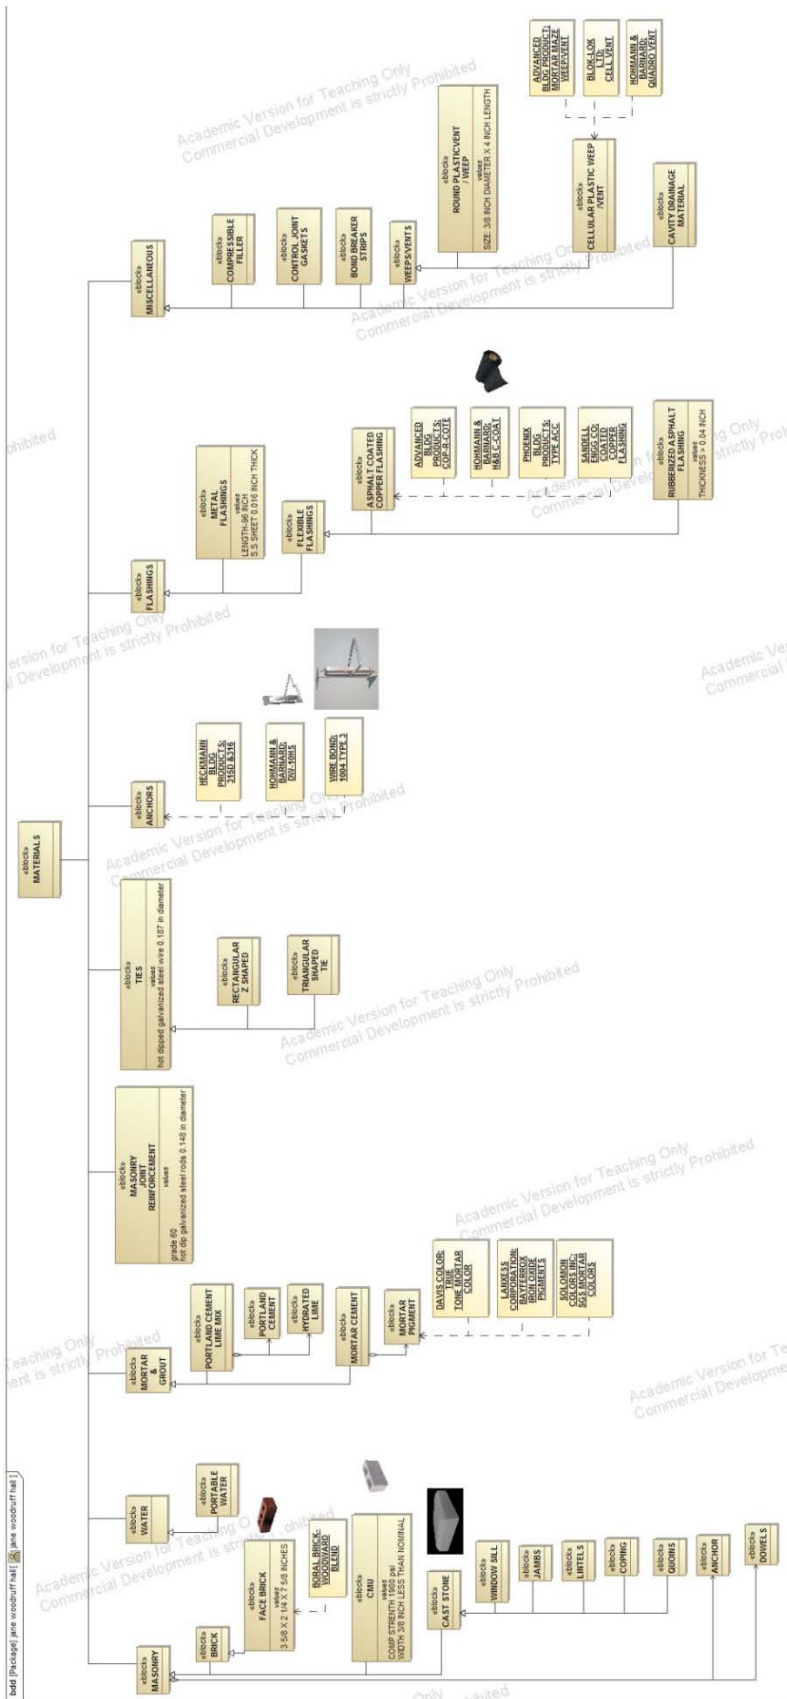 bdd [Package] jane woodruff hall [ jane woodruff hall ]
«block»
MATERIALS
«block»
MASONRY
«block»
BRICK
«block»
FACE BRICK
values
3 5/8 X 2 1/4 X 7 5/8 INCHES
BORAL BRICK:
WOODYARD
BLEND
«block»
CMU
values
COMP STRENTH 1900 psi
WIDTH 3/8 INCH LESS THAN NOMINAL
«block»
CAST STONE
«block»
WINDOW SILL
«block»
JAMBS
«block»
LINTELS
«block»
COPING
«block»
QUOINS
«block»
ANCHOR
«block»
DOWELS
«block»
WATER
«block»
PORTABLE
WATER
«block»
MORTAR
&
GROUT
«block»
PORTLAND CEMENT
LIME MIX
«block»
PORTLAND
CEMENT
«block»
HYDRATED
LIME
«block»
MORTAR CEMENT
«block»
MORTAR
PIGMENT
DAVIS COLOR:
TRUE
TONE MORTAR
COLOR
LANXESS
CORPORATION:
BAYFERROX
IRON OXIDE
PIGMENTS
SOLOMON
COLORS INC:
SGS MORTAR
COLORS
«block»
MASONRY
JOINT
REINFORCEMENT
values
grade 60
hot dip galvanized steel rods 0.148 in diameter
«block»
TIES
values
hot dipped galvanized steel wire 0.187 in diameter
«block»
RECTANGULAR
Z SHAPED
«block»
TRIANGULAR
SHAPED
TIE
«block»
ANCHORS
HECKMANN
BLDG
PRODUCTS:
315D &316
HOHMANN &
BARNARD:
DW-10HS
WIRE BOND:
1004 TYPE 3
«block»
FLASHINGS
«block»
METAL
FLASHINGS
values
LENGTH-96 INCH
S.S SHEET 0.016 INCH THICK
«block»
FLEXIBLE
FLASHINGS
«block»
ASPHALT COATED
COPPER FLASHING
ADVANCED
BLDG
PRODUCTS:
COP-R-COTE
HOHMANN &
BARNARD:
H&B C-COAT
PHOENIX
BLDG
PRODUCTS:
TYPE ACC
SANDELL
ENGG CO:
COATED
COPPER
FLASHING
«block»
RUBBERIZED ASPHALT
FLASHING
values
THICKNESS > 0.04 INCH
«block»
MISCELLANEOUS
«block»
COMPRESSIBLE
FILLER
«block»
CONTROL JOINT
GASKETS
«block»
BOND BREAKER
STRIPS
«block»
WEEPS/VENTS
«block»
ROUND PLASTICVENT
/ WEEP
values
SIZE: 3/8 INCH DIAMETER X 4 INCH LENGTH
«block»
CELLULAR PLASTIC WEEP
/VENT
ADVANCED
BLDG PRODUCT:
MORTAR MAZE
WEEP/VENT
BLOK-LOK
LTD:
CELL VENT
HOHMANN &
BARNARD:
QUADRO VENT
«block»
CAVITY DRAINAGE
MATERIAL
Academic Version for Teaching Only
Commercial Development is strictly Prohibited